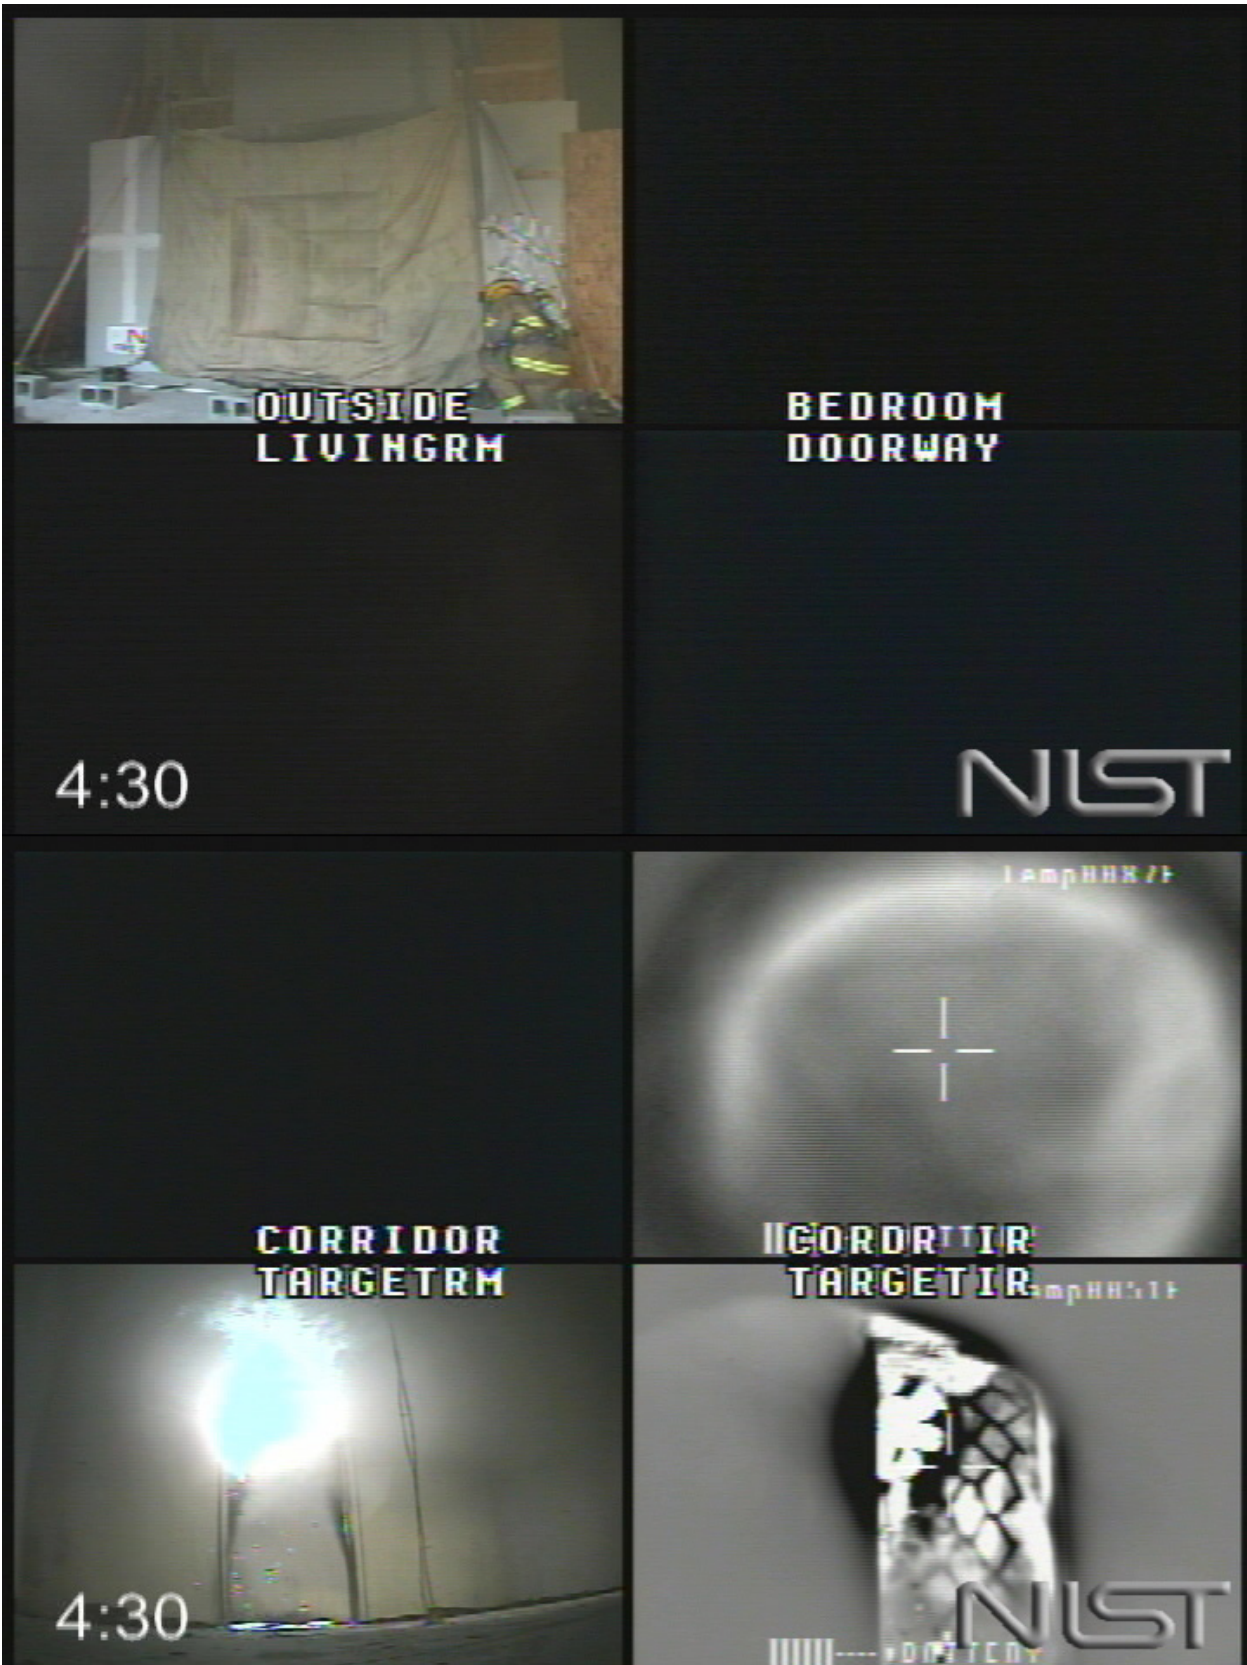 OUTSIDE
BEDROOM
LIVINGRM
DOORWAY
4:30
NIST
CORRIDOR
TARGETRM
TARGETIR
4:30
NIST